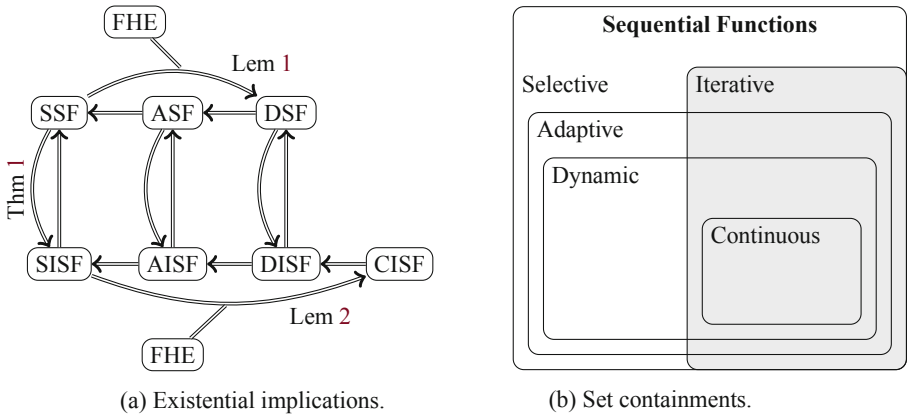 FHE
Lem 1
SSF
ASF
DSF
Thm 1
SISF
AISF
DISF
CISF
Lem 2
FHE
(a) Existential implications.
Sequential Functions
Selective
Iterative
Adaptive
Dynamic
Continuous
(b) Set containments.